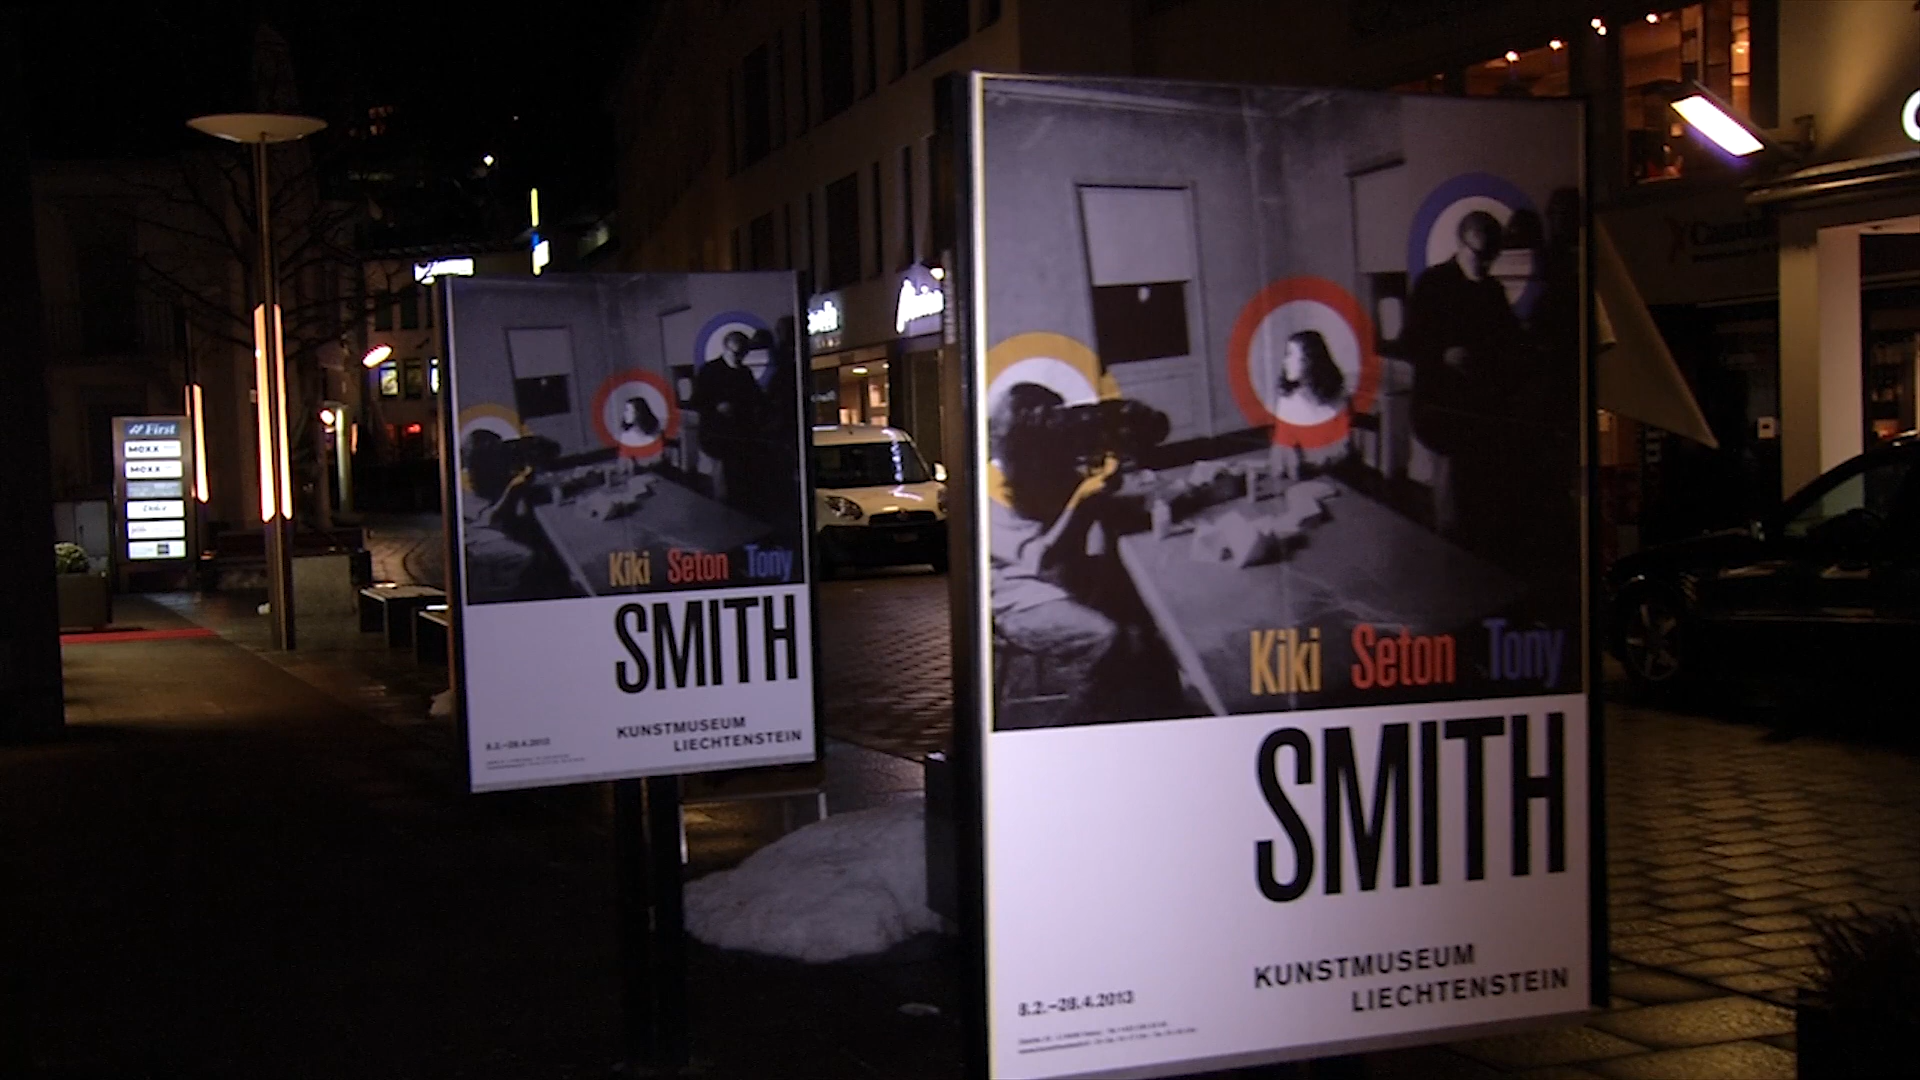 First
MOXX
MOXX
Kiki Seton Tony
SMITH
KUNSTMUSEUM
LIECHTENSTEIN
8.2.–28.4.2013
Kiki Seton Tony
SMITH
KUNSTMUSEUM
LIECHTENSTEIN
8.2.–28.4.2013